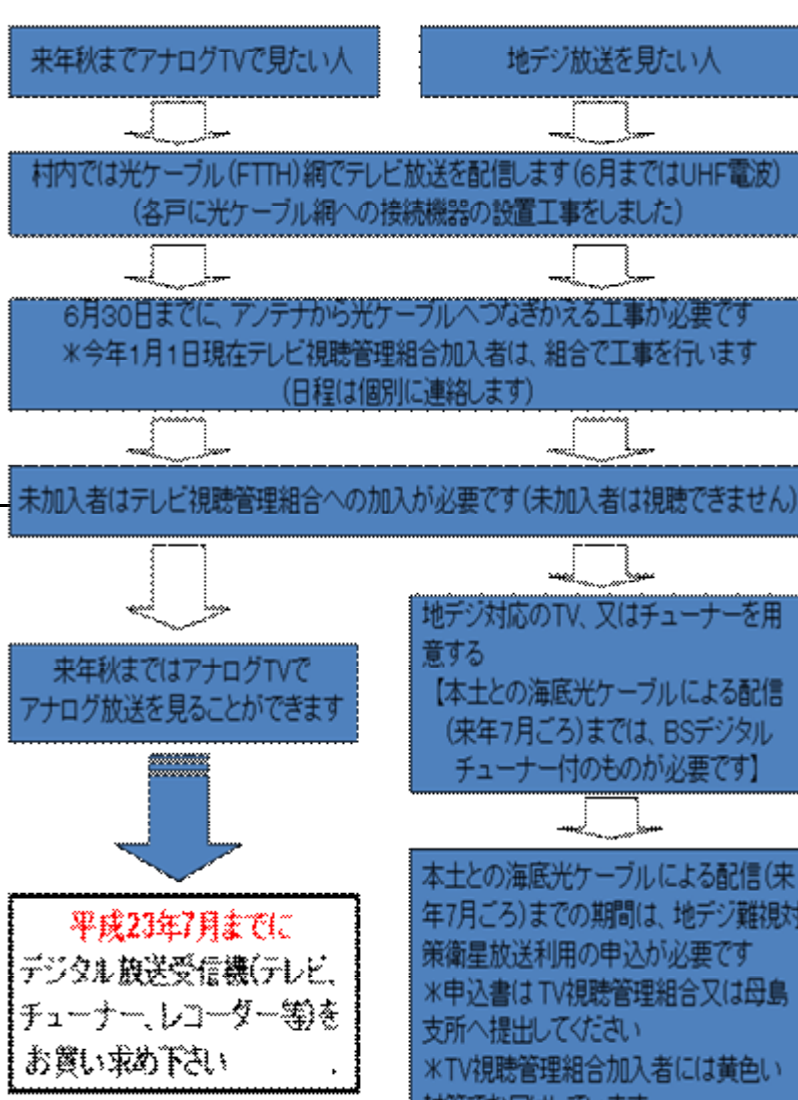 来年秋までアナログTVで見たい人
地デジ放送を見たい人
村内では光ケーブル(FTTH)網でテレビ放送を配信します(6月まではUHF電波)
(各戸に光ケーブル網への接続機器の設置工事をしました)
6月30日までに、アンテナから光ケーブルへつなぎかえる工事が必要です
*今年1月1日現在テレビ視聴管理組合加入者は、組合で工事を行います
(日程は個別に連絡します)
未加入者はテレビ視聴管理組合への加入が必要です(未加入者は視聴できません)
来年秋まではアナログTVで
アナログ放送を見ることができます
平成23年7月までに
デジタル放送受信機(テレビ、
チューナー、レコーダー等)を
お買い求め下さい .
地デジ対応のTV、又はチューナーを用
意する
【本土との海底光ケーブルによる配信
(来年7月ごろ)までは、BSデジタル
チューナー付のものが必要です】
本土との海底光ケーブルによる配信(来
年7月ごろ)までの期間は、地デジ難視対
策衛星放送利用の申込が必要です
*申込書は TV視聴管理組合又は母島
支所へ提出してください
*TV視聴管理組合加入者には黄色い